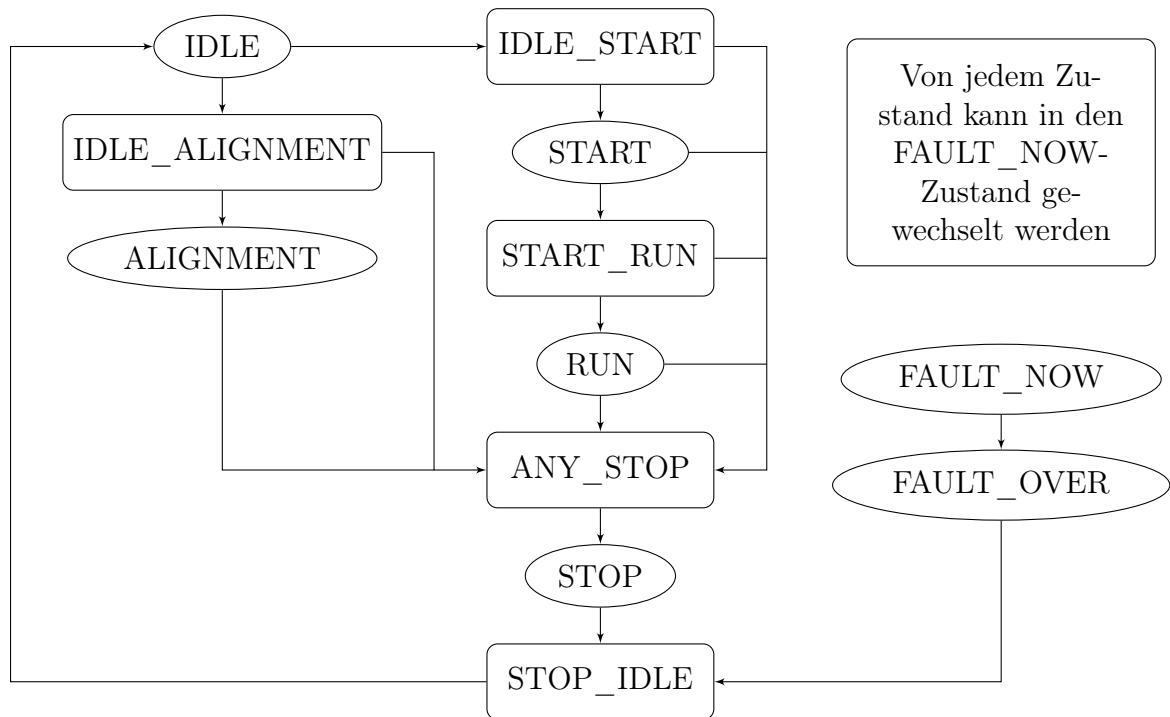 IDLE
IDLE_START
IDLE_ALIGNMENT
START
ALIGNMENT
START_RUN
RUN
ANY_STOP
STOP
STOP_IDLE
Von jedem Zu-
stand kann in den
FAULT_NOW-
Zustand ge-
wechselt werden
FAULT_NOW
FAULT_OVER